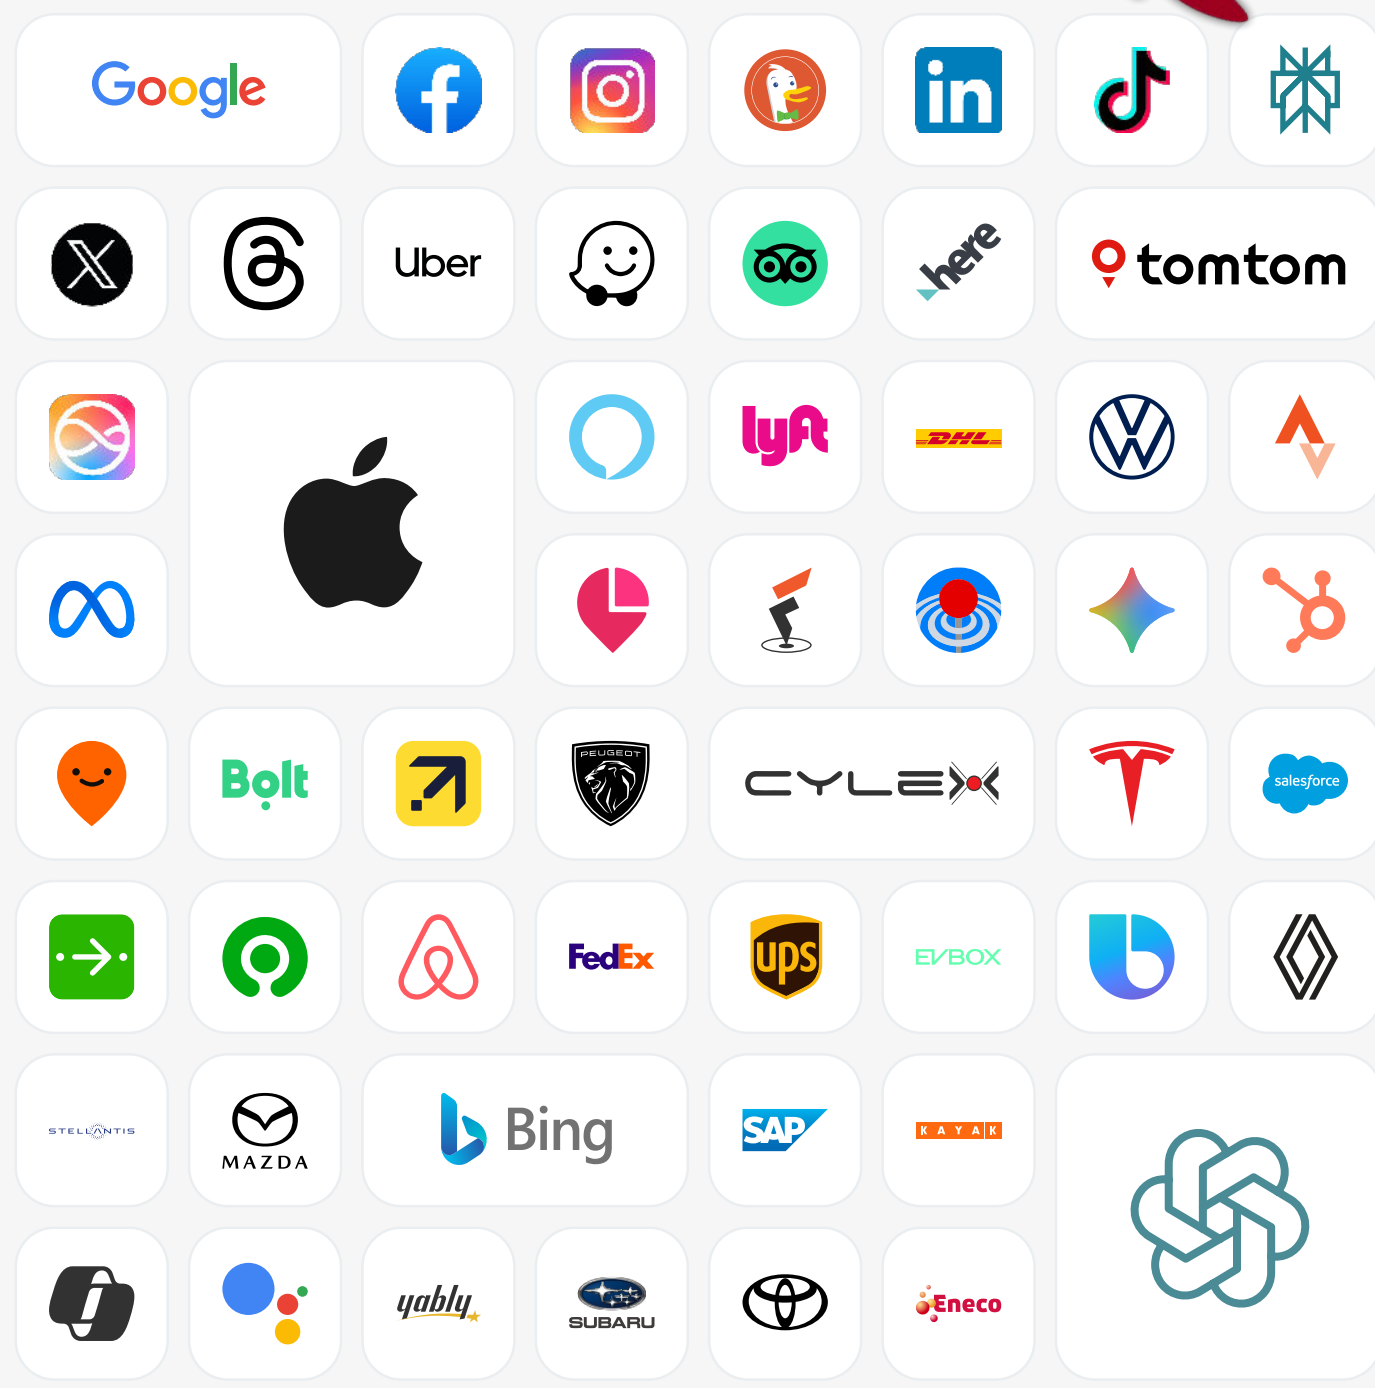 Google
in
Uber
here
tomtom
lyft
DHL
Bolt
PEUGEOT
CYLEX
salesforce
FedEx
ups
EVBOX
STELLANTIS
MAZDA
Bing
SAP
KAYAK
yably
SUBARU
Eneco